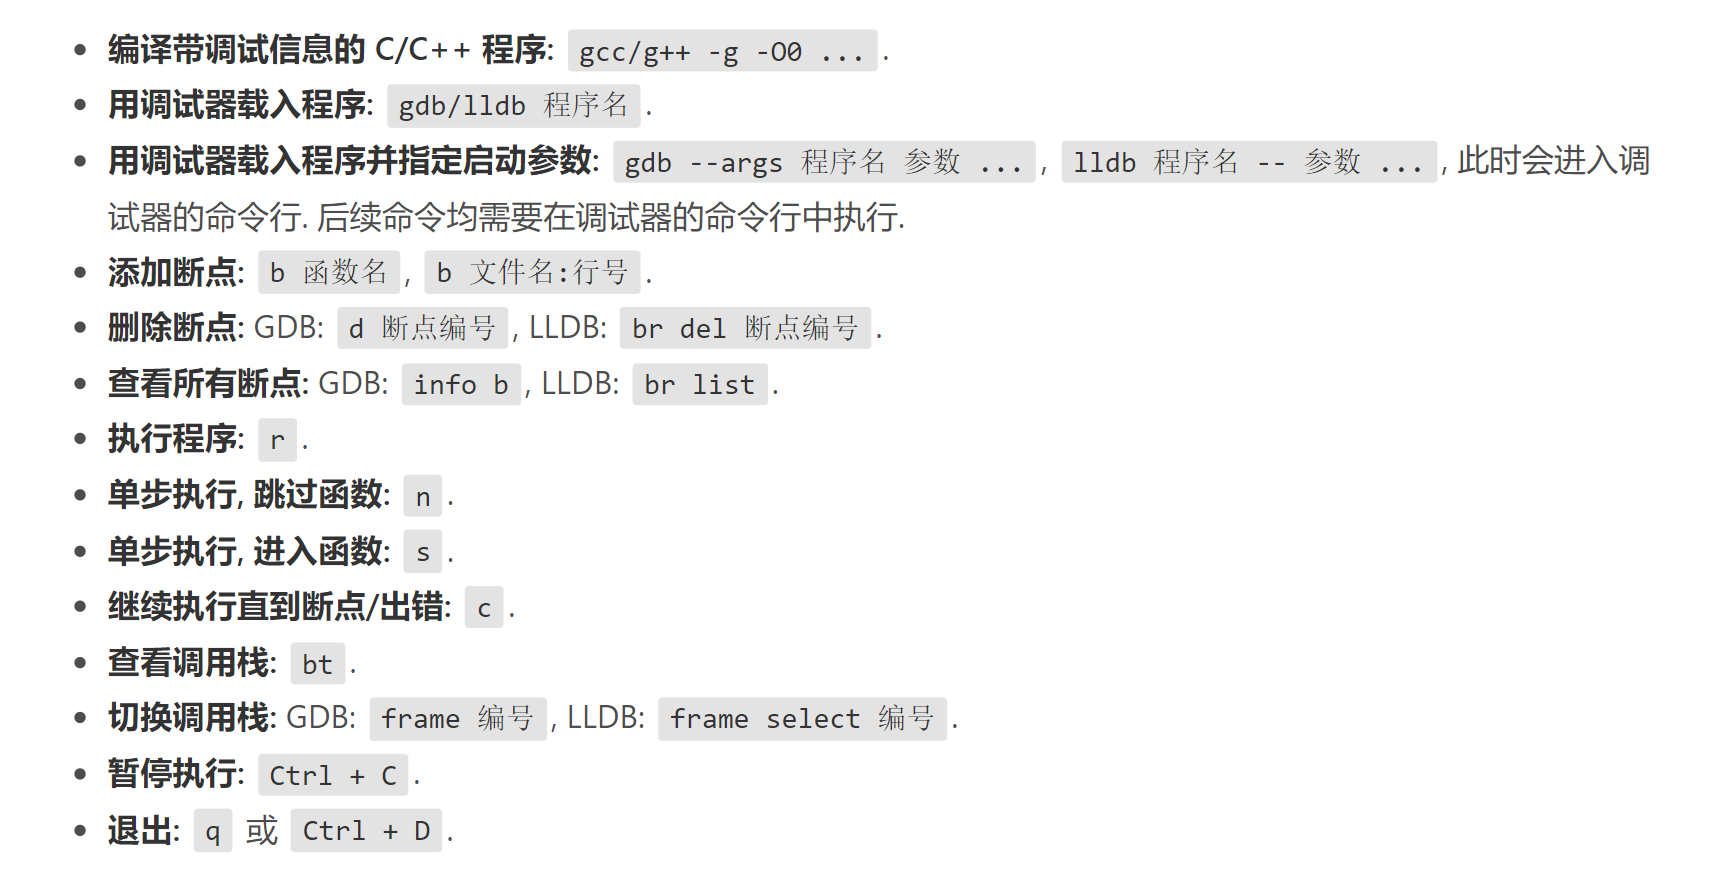 • 编译带调试信息的 C/C++ 程序: gcc/g++ -g -O0 ... .
• 用调试器载入程序: gdb/lldb 程序名 .
• 用调试器载入程序并指定启动参数: gdb --args 程序名 参数 ... , lldb 程序名 -- 参数 ... , 此时会进入调
试器的命令行. 后续命令均需要在调试器的命令行中执行.
• 添加断点: b 函数名 , b 文件名:行号 .
• 删除断点: GDB: d 断点编号 , LLDB: br del 断点编号 .
• 查看所有断点: GDB: info b , LLDB: br list .
• 执行程序: r .
• 单步执行, 跳过函数: n .
• 单步执行, 进入函数: s .
• 继续执行直到断点/出错: c .
• 查看调用栈: bt .
• 切换调用栈: GDB: frame 编号 , LLDB: frame select 编号 .
• 暂停执行: Ctrl + C .
• 退出: q 或 Ctrl + D .